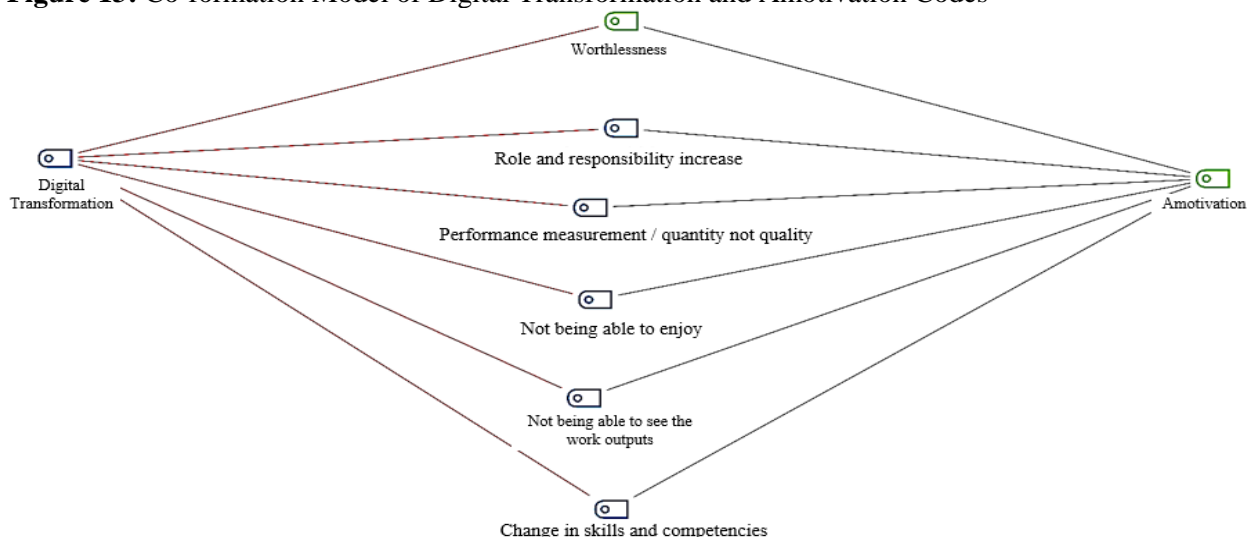 Figure 13: Co-formation Model of Digital Transformation and Amotivation Codes
Worthlessness
Role and responsibility increase
Digital
Transformation
Amotivation
Performance measurement / quantity not quality
Not being able to enjoy
Not being able to see the
work outputs
Change in skills and competencies